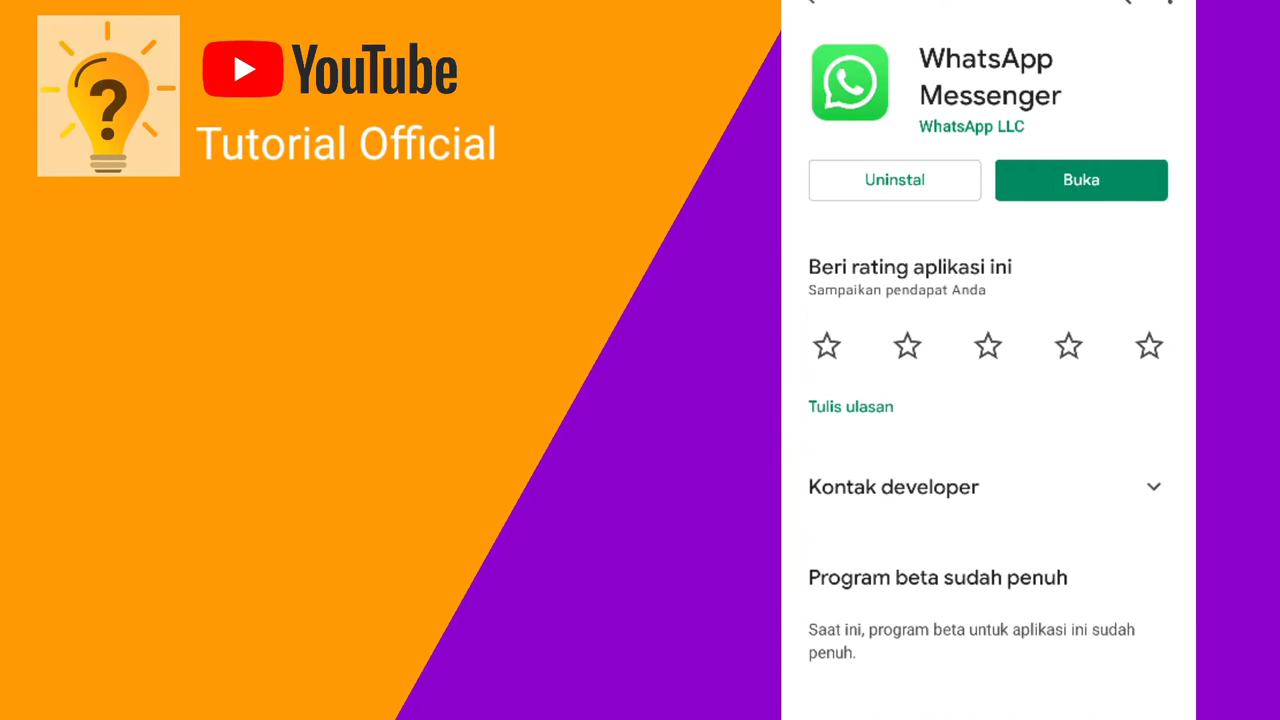 YouTube
Tutorial Official
?
WhatsApp
Messenger
WhatsApp LLC
Uninstal
Buka
Beri rating aplikasi ini
Sampaikan pendapat Anda
Tulis ulasan
Kontak developer
Program beta sudah penuh
Saat ini, program beta untuk aplikasi ini sudah
penuh.